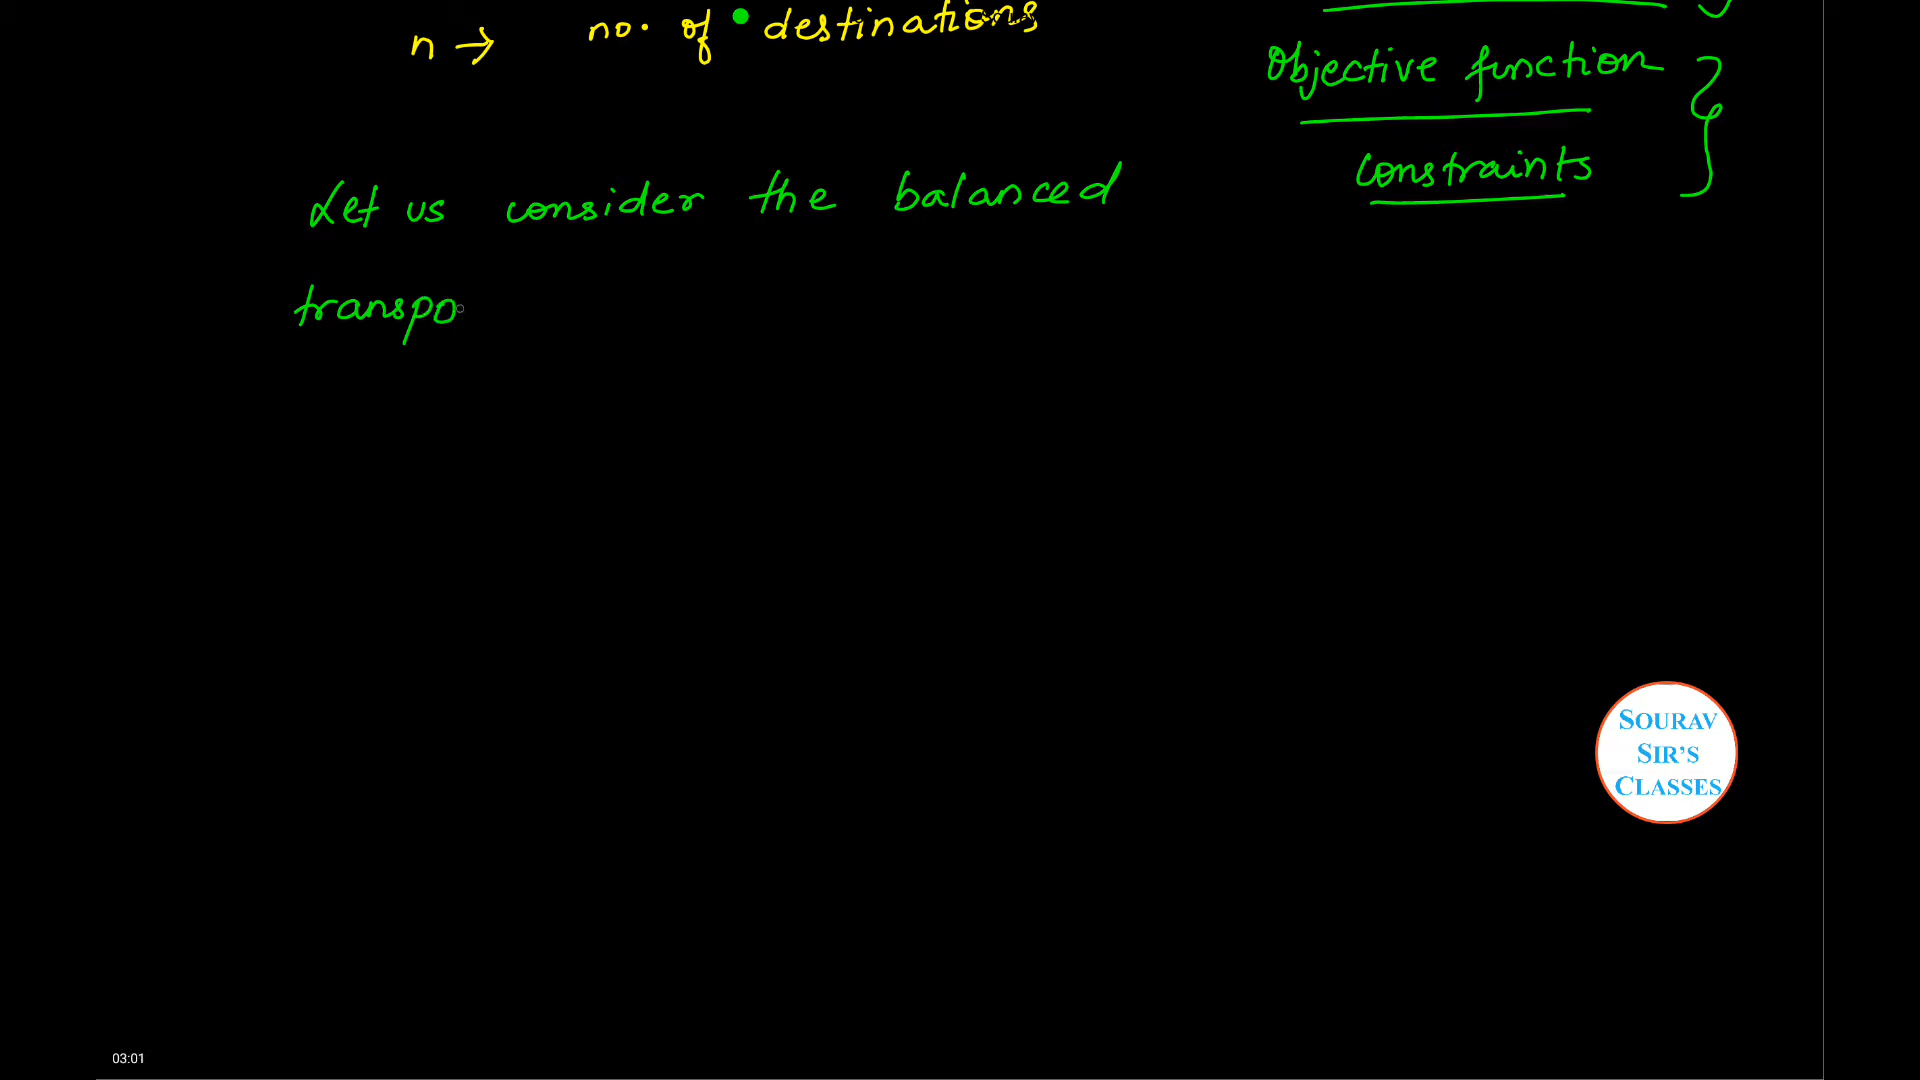 n → no. of destinations
Objective function
constraints
Let us consider the balanced
transpo
SOURAV
SIR'S
CLASSES
03:01